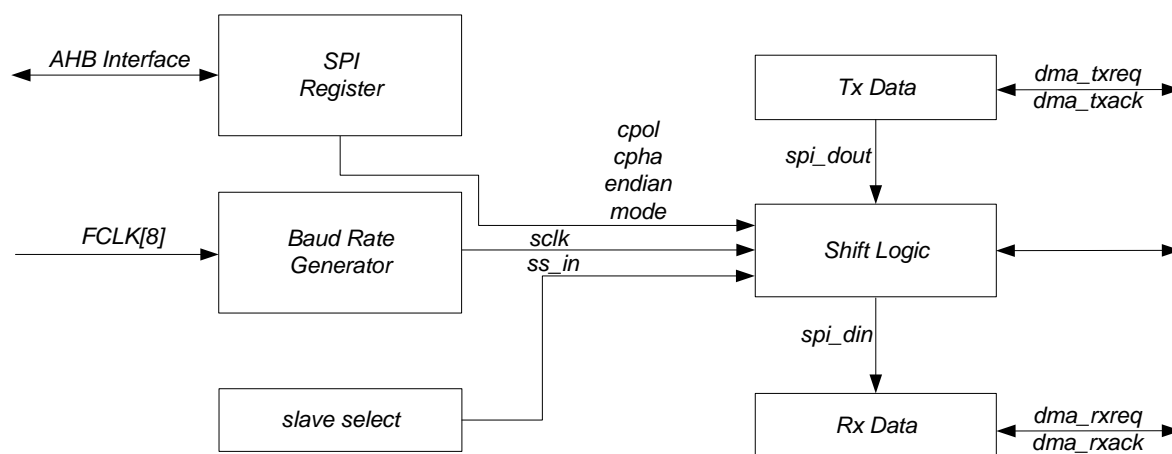 AHB Interface
SPI
Register
Tx Data
dma_txreq
dma_txack
cpol
cpha
endian
mode
spi_dout
FCLK[8]
Baud Rate
Generator
sclk
ss_in
Shift Logic
spi_din
slave select
Rx Data
dma_rxreq
dma_rxack